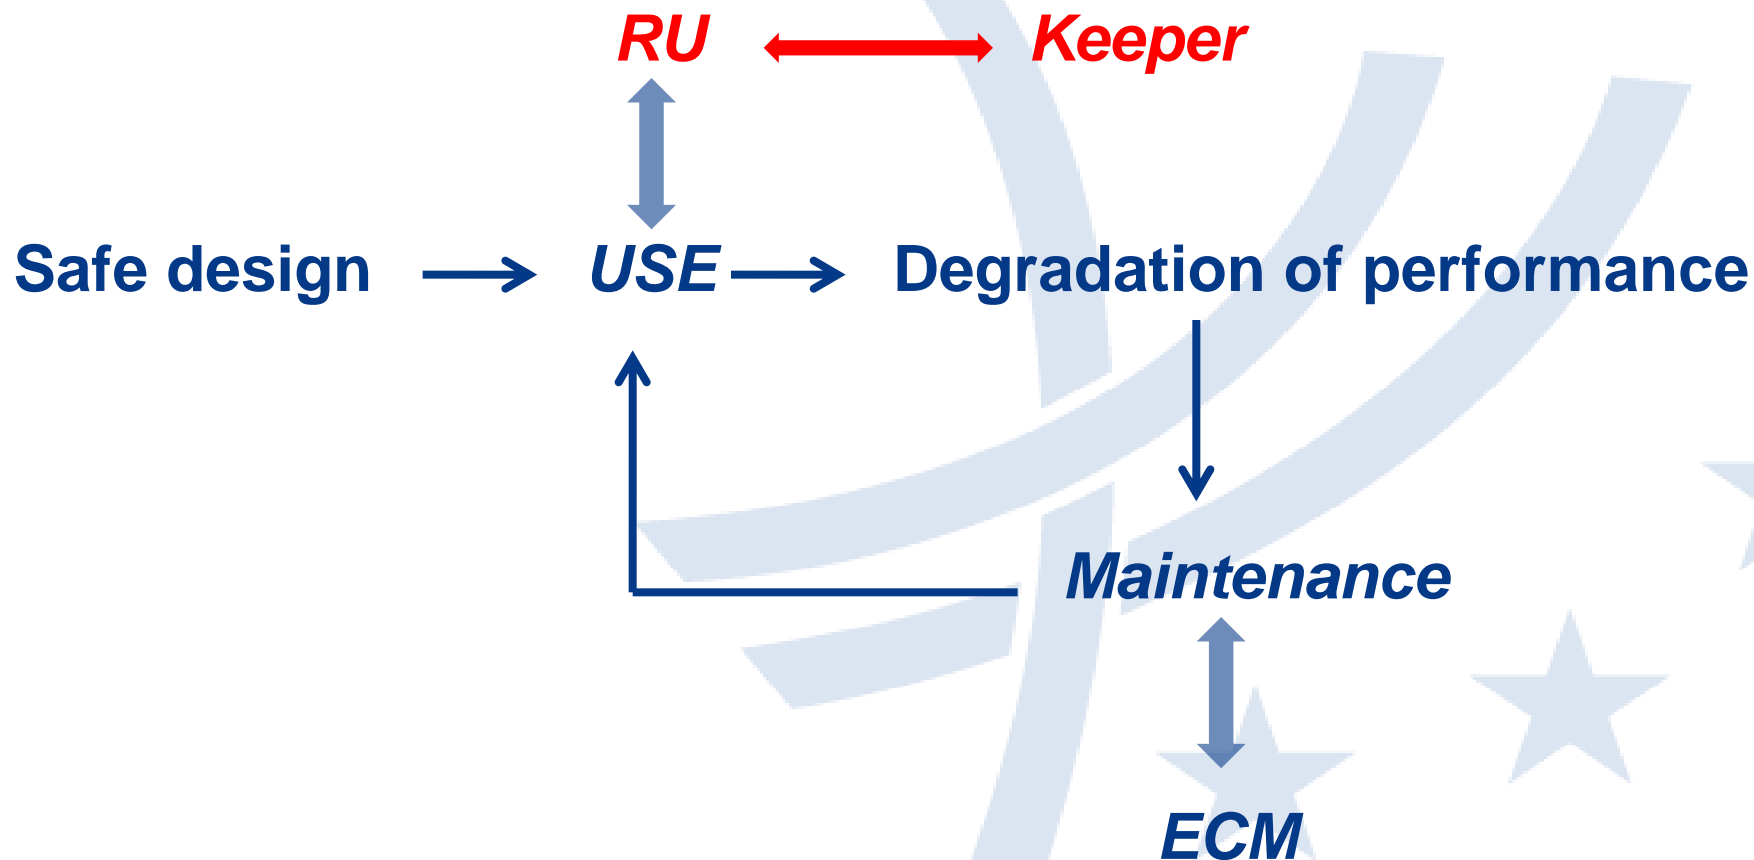 RU Keeper
Safe design USE Degradation of performance
Maintenance
ECM